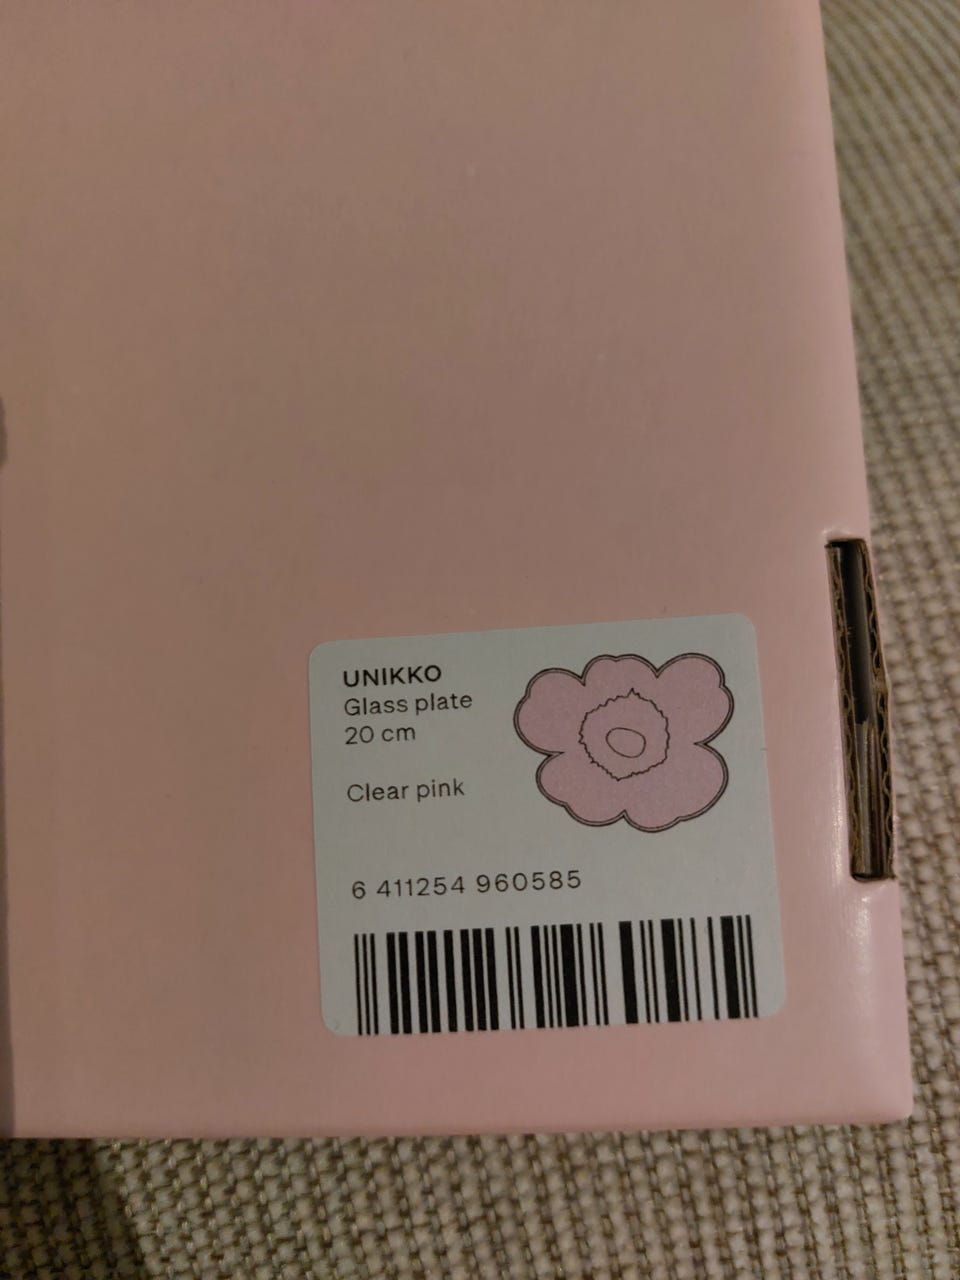 UNIKKO
Glass plate
20 cm
Clear pink
6 411254 960585